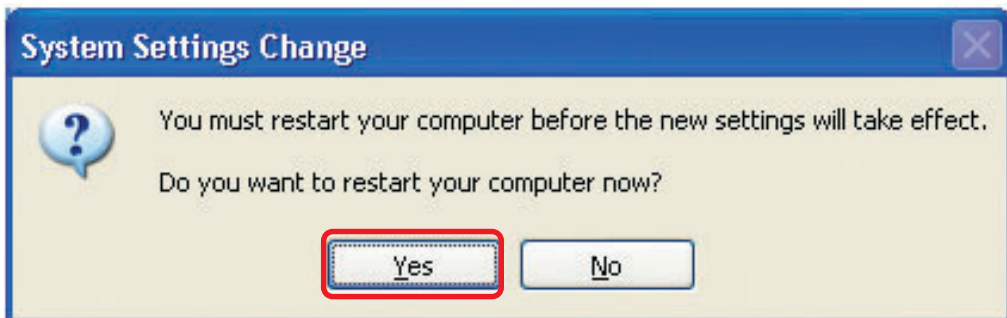 System Settings Change
?
You must restart your computer before the new settings will take effect.
Do you want to restart your computer now?
Yes
No